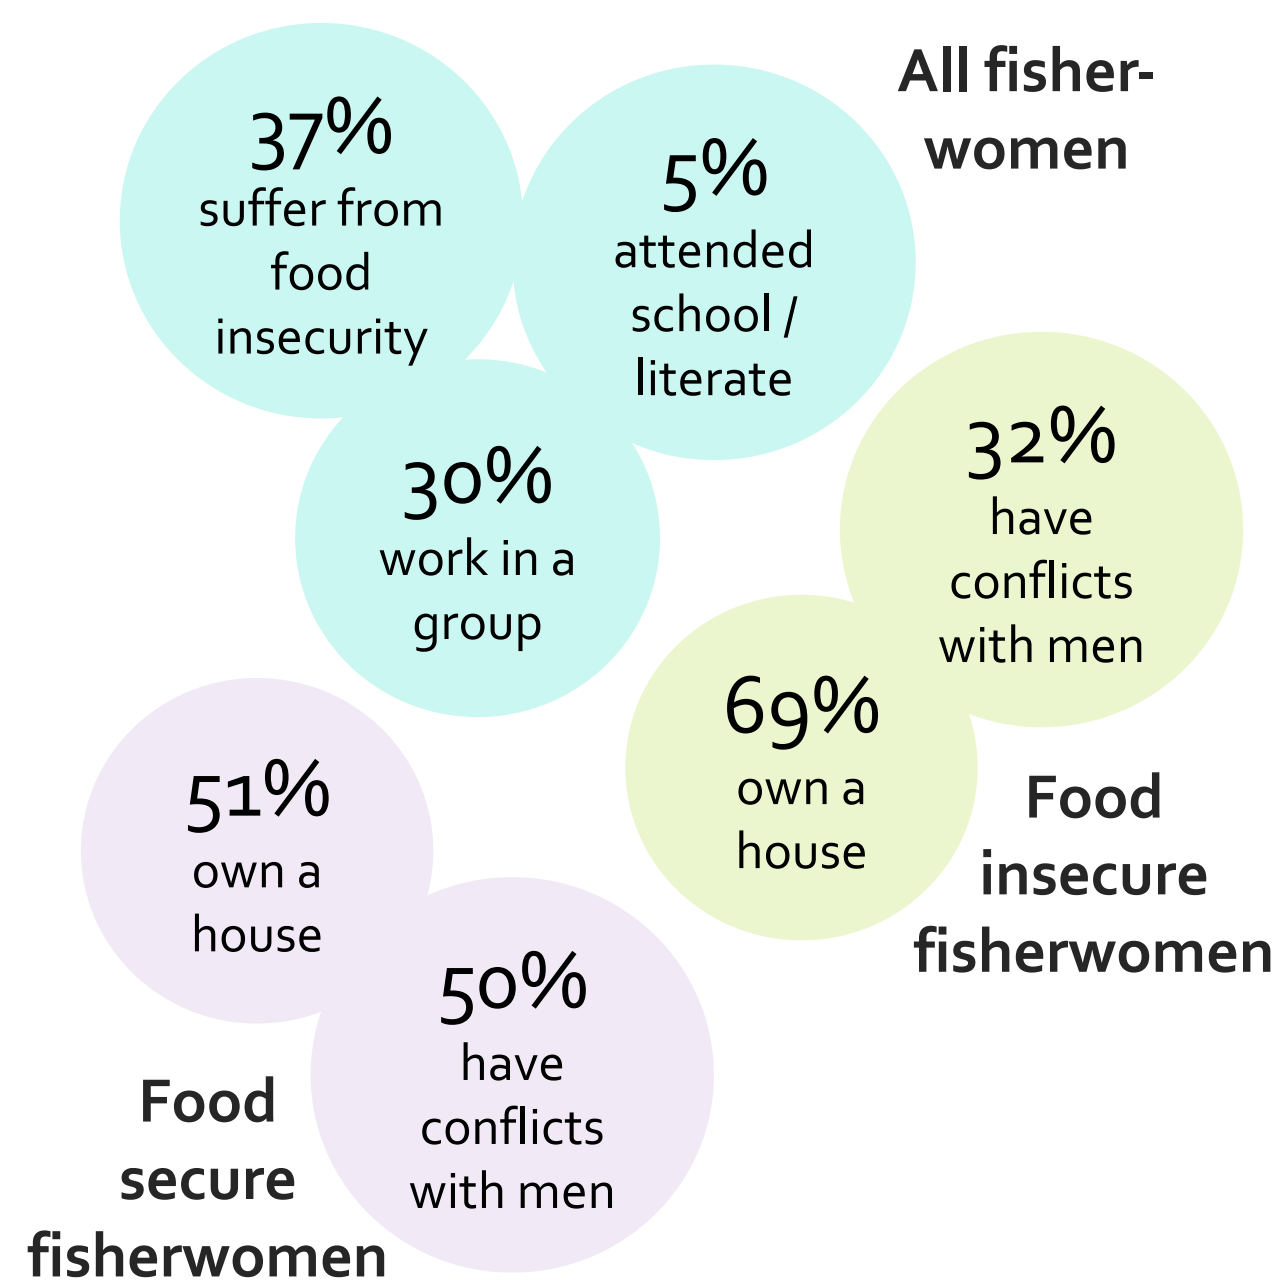 All fisher-
women
37%
suffer from
food
insecurity
5%
attended
school /
literate
30%
work in a
group
32%
have
conflicts
with men
69%
own a
house
Food
insecure
fisherwomen
51%
own a
house
50%
have
conflicts
with men
Food
secure
fisherwomen